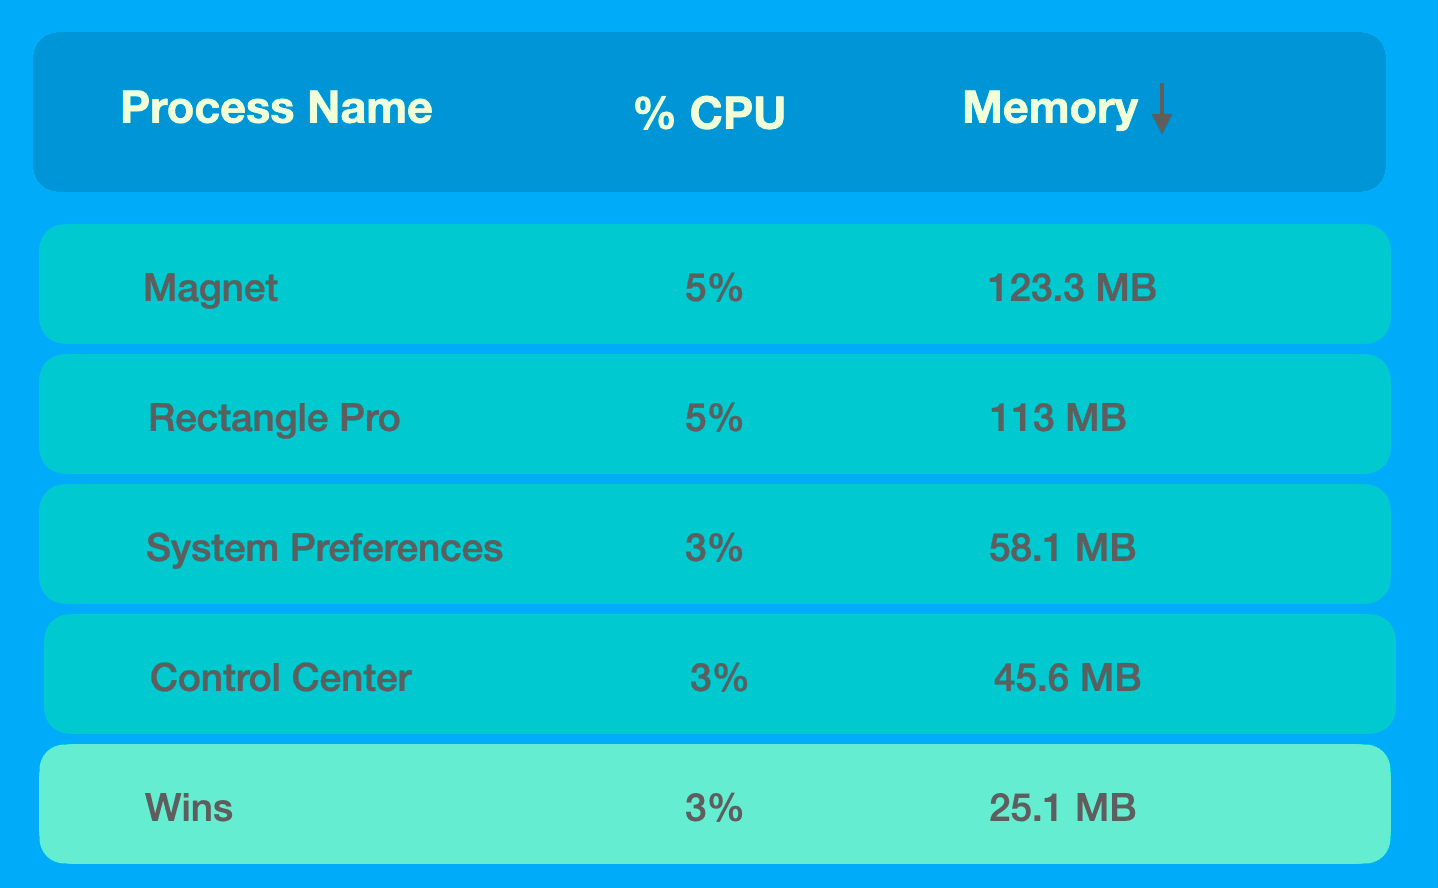 Process Name % CPU Memory
Magnet 5% 123.3 MB
Rectangle Pro 5% 113 MB
System Preferences 3% 58.1 MB
Control Center 3% 45.6 MB
Wins 3% 25.1 MB